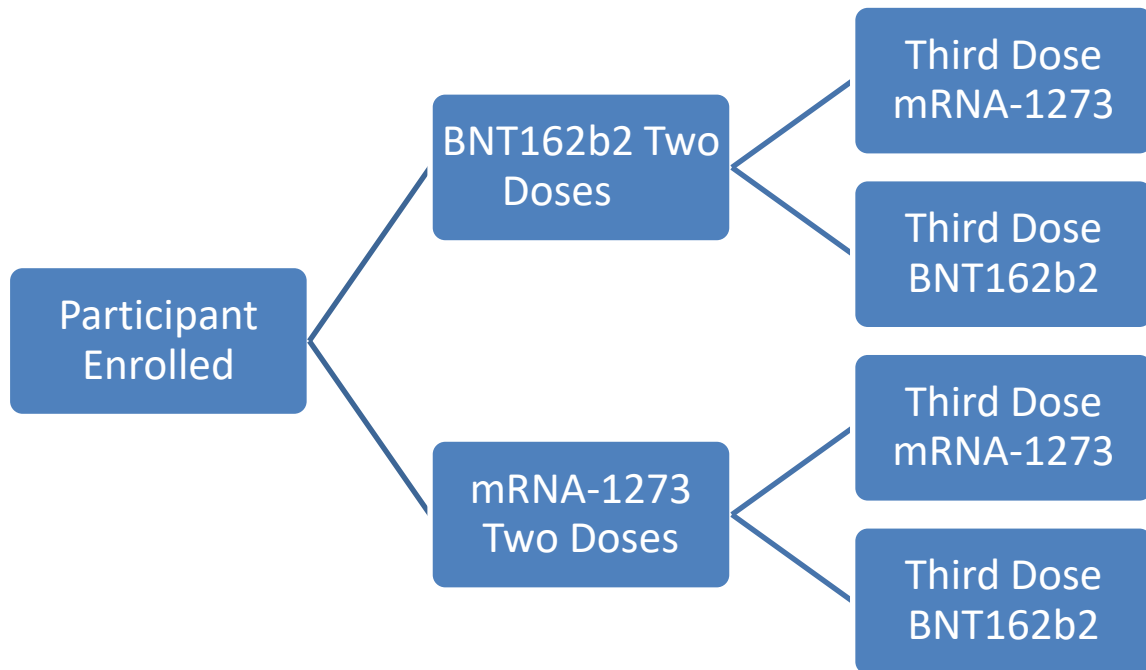 Participant
Enrolled
BNT162b2 Two
Doses
Third Dose
mRNA-1273
Third Dose
BNT162b2
mRNA-1273
Two Doses
Third Dose
mRNA-1273
Third Dose
BNT162b2